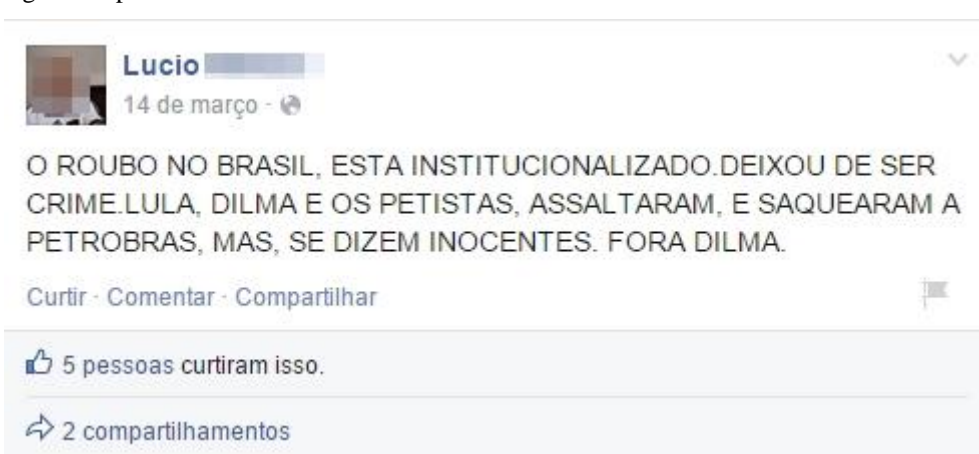 Lucio
14 de março ·
O ROUBO NO BRASIL, ESTA INSTITUCIONALIZADO.DEIXOU DE SER
CRIME.LULA, DILMA E OS PETISTAS, ASSALTARAM, E SAQUEARAM A
PETROBRAS, MAS, SE DIZEM INOCENTES. FORA DILMA.
Curtir · Comentar · Compartilhar
5 pessoas curtiram isso.
2 compartilhamentos